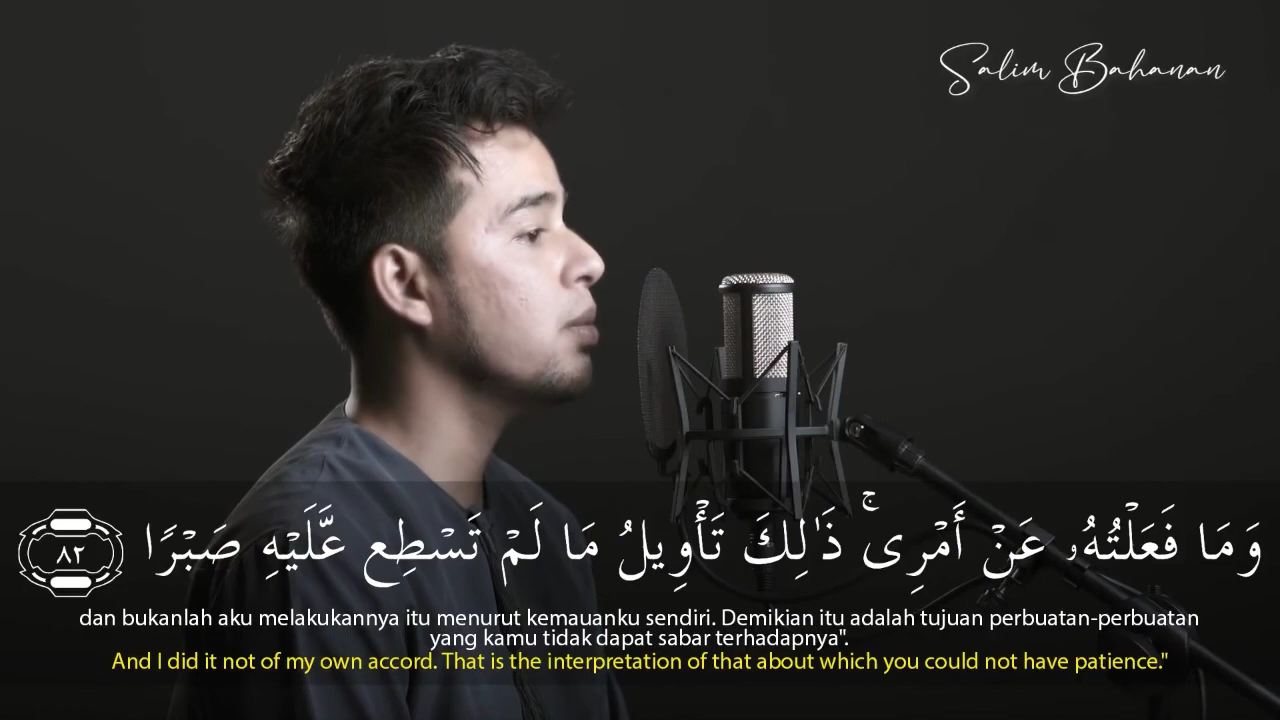 Salim Bahanan
وَمَا فَعَلْتُهُۥ عَنْ أَمْرِى ۚ ذَٰلِكَ تَأْوِيلُ مَا لَمْ تَسْطِع عَّلَيْهِ صَبْرًا ٨٢
dan bukanlah aku melakukannya itu menurut kemauanku sendiri. Demikian itu adalah tujuan perbuatan-perbuatan
yang kamu tidak dapat sabar terhadapnya".
And I did it not of my own accord. That is the interpretation of that about which you could not have patience."